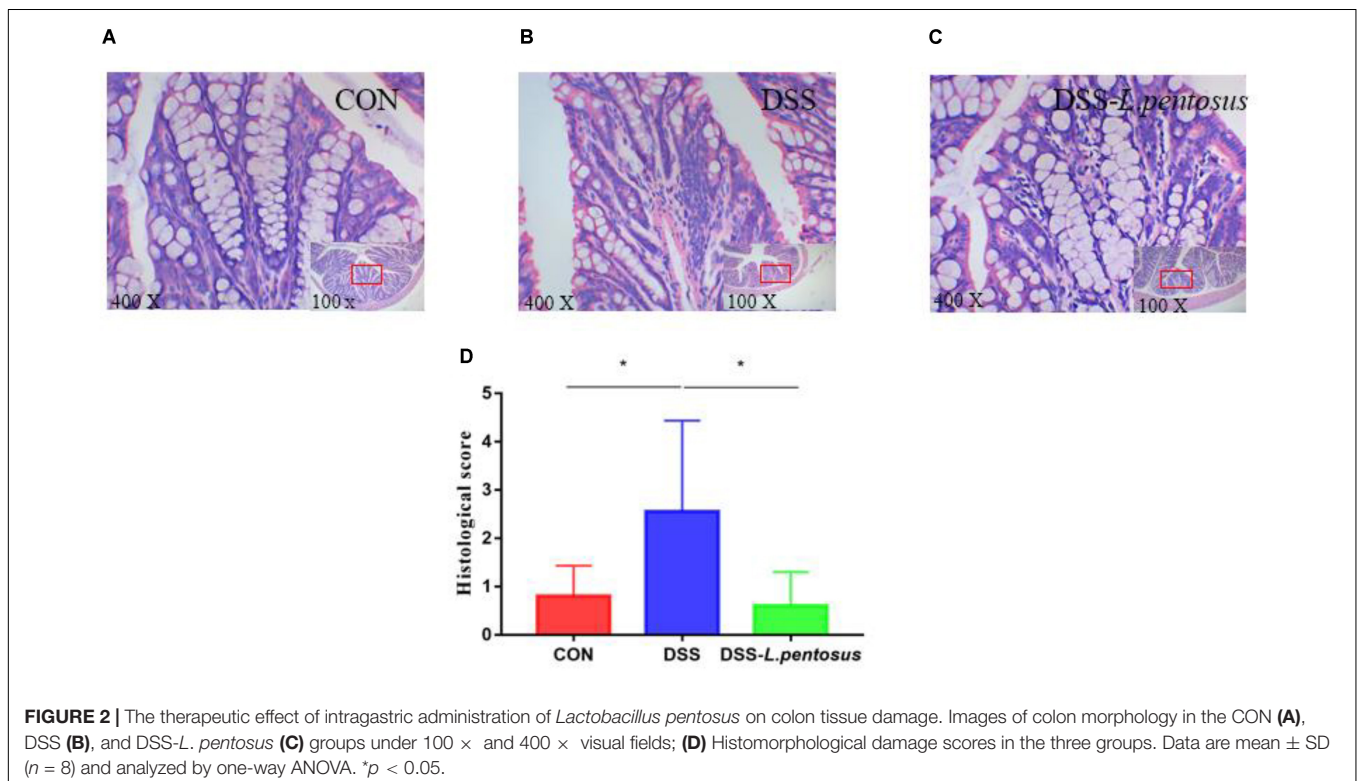 A
B
C
CON
400 X
100 x
DSS
400 X
100 X
DSS-L.pentosus
400 X
100 X
D
* *
5
4
3
2
1
0
Histological score
CON DSS DSS-L.pentosus
FIGURE 2 | The therapeutic effect of intragastric administration of Lactobacillus pentosus on colon tissue damage. Images of colon morphology in the CON (A),
DSS (B), and DSS-L. pentosus (C) groups under 100 × and 400 × visual fields; (D) Histomorphological damage scores in the three groups. Data are mean ± SD
(n = 8) and analyzed by one-way ANOVA. *p < 0.05.